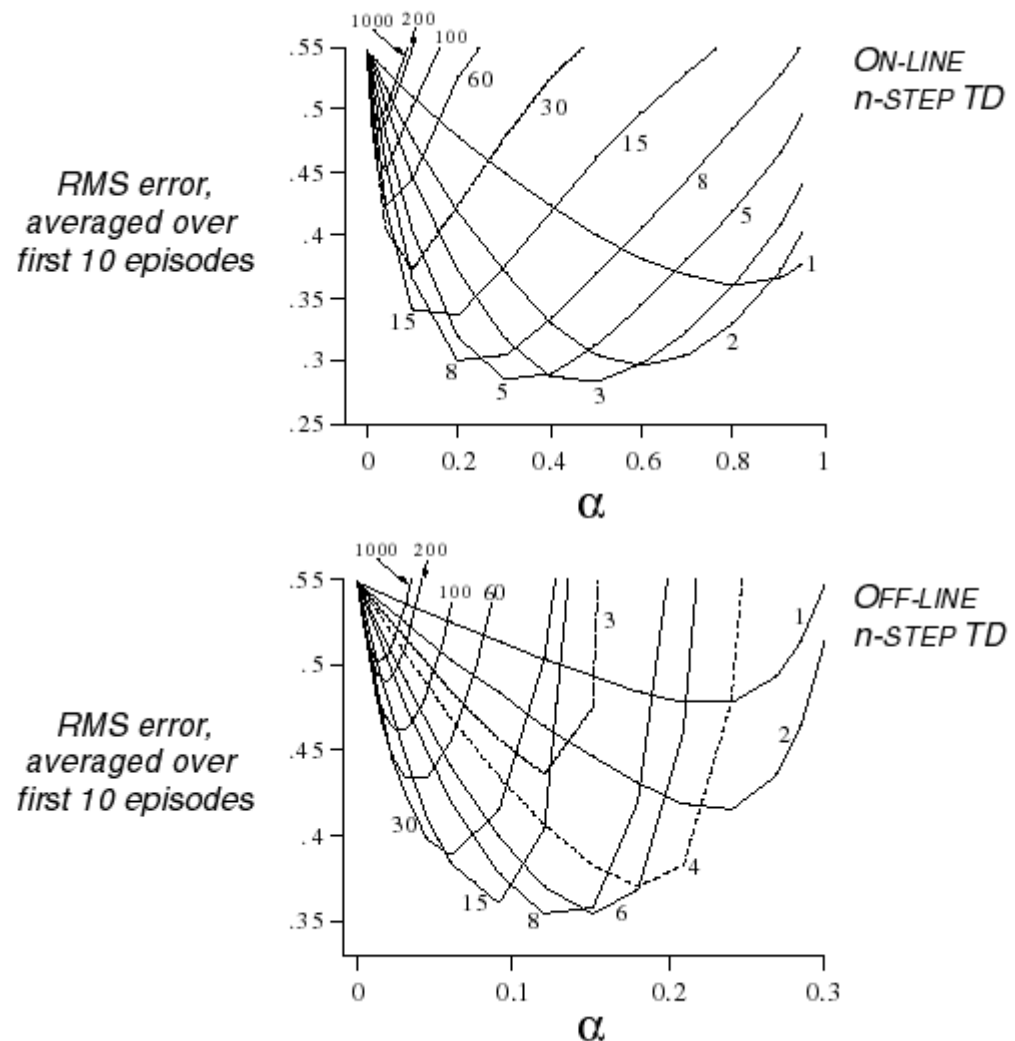 1000 200
100
60
30
15
8
5
1
2
3
5
8
15
.55
.5
.45
.4
.35
.3
.25
0 0.2 0.4 0.6 0.8 1
α
RMS error,
averaged over
first 10 episodes
ON-LINE
n-STEP TD
1000 200
100 60
3
1
2
4
6
8
15
30
.55
.5
.45
.4
.35
0 0.1 0.2 0.3
α
RMS error,
averaged over
first 10 episodes
OFF-LINE
n-STEP TD